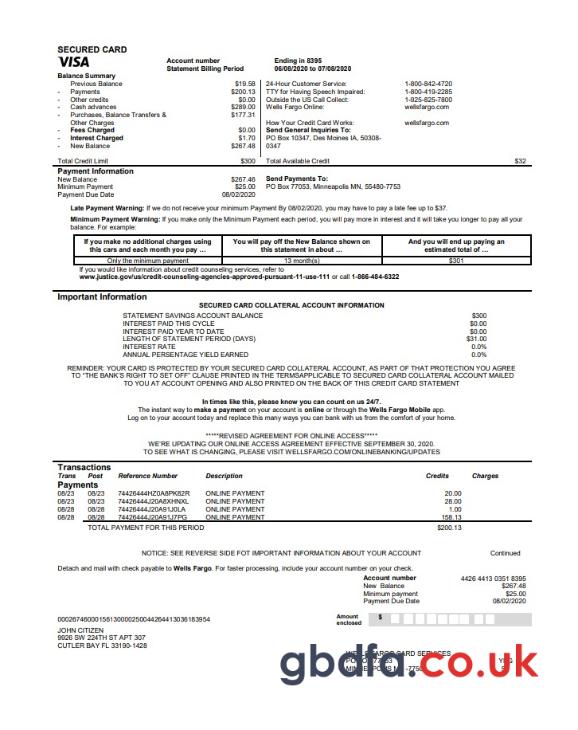 SECURED CARD
VISA
Account number Ending in 8395
Statement Billing Period 06/08/2020 to 07/08/2020
Balance Summary
Previous Balance $19.58 24-Hour Customer Service: 1-800-842-4720
- Payments $200.13 TTY for Having Speech Impaired: 1-800-419-2285
- Other credits $0.00 Outside the US Call Collect: 1-925-825-7800
- Cash advances $289.00 wellsfargo.com
- Purchases, Balance Transfers & $177.31
Other Charges How Your Credit Card Works: wellsfargo.com
- Fees Charged $0.00 Send General Inquiries To:
- Interest Charged $1.70 PO Box 10347, Des Moines IA, 50308-
- New Balance $267.48 0347
Total Credit Limit $300 Total Available Credit $32
Payment Information
New Balance $267.46 Send Payments To:
Minimum Payment $25.00 PO Box 77053, Minneapolis MN, 55480-7753
Payment Due Date 08/02/2020
Late Payment Warning: If we do not receive your minimum Payment By 08/02/2020, you may have to pay a late fee up to $37.
Minimum Payment Warning: If you make only the Minimum Payment each period, you will pay more in interest and it will take you longer to pay all your
balance. For example:
If you make no additional charges using You will pay off the New Balance shown on And you will end up paying an
this cars and each month you pay ... this statement in about ... estimated total of ...
Only the minimum payment 13 month(s) $301
If you would like information about credit counseling services, refer to
www.justice.gov/us/credit-counseling-agencies-approved-pursuant-11-use-111 or call 1-866-484-6322
Important Information
SECURED CARD COLLATERAL ACCOUNT INFORMATION
STATEMENT SAVINGS ACCOUNT BALANCE $300
INTEREST PAID THIS CYCLE $0.00
INTEREST PAID YEAR TO DATE $0.00
LENGTH OF STATEMENT PERIOD (DAYS) $31.00
INTEREST RATE 0.0%
ANNUAL PERSENTAGE YIELD EARNED 0.0%
REMINDER: YOUR CARD IS PROTECTED BY YOUR SECURED CARD COLLATERAL ACCOUNT, AS PART OF THAT PROTECTION YOU AGREE
TO "THE BANK'S RIGHT TO SET OFF" CLAUSE PRINTED IN THE TERMSAPPLICABLE TO SECURED CARD COLLATERAL ACCOUNT MAILED
TO YOU AT ACCOUNT OPENING AND ALSO PRINTED ON THE BACK OF THIS CREDIT CARD STATEMENT
In times like this, please know you can count on us 24/7.
The instant way to make a payment on your account is online or through the Wells Fargo Mobile app.
Log on to your account today and replace this many ways you can bank with us from the comfort of your home.
*****REVISED AGREEMENT FOR ONLINE ACCESS*****
WE'RE UPDATING OUR ONLINE ACCESS AGREEMENT EFFECTIVE SEPTEMBER 30, 2020.
TO SEE WHAT IS CHANGING, PLEASE VISIT WELLSFARGO.COM/ONLINEBANKING/UPDATES
Transactions
Trans Post Reference Number Description Credits Charges
Payments
08/23 08/23 74426444HZ0A8PK62R ONLINE PAYMENT 20.00
08/23 08/23 74426444J20A8XHNXL ONLINE PAYMENT 28.00
08/28 08/28 74426444J20A91J0LA ONLINE PAYMENT 1.00
08/28 08/28 74426444J20A91J7PG ONLINE PAYMENT 158.13
TOTAL PAYMENT FOR THIS PERIOD $200.13
NOTICE: SEE REVERSE SIDE FOT IMPORTANT INFORMATION ABOUT YOUR ACCOUNT Continued
Detach and mail with check payable to Wells Fargo. For faster processing, include your account number on your check.
Account number 4426 4413 0351 8395
New Balance $267.48
Minimum payment $25.00
Payment Due Date 08/02/2020
00026746000156130000250044264413036183954
Amount $
enclosed
JOHN CITIZEN
9926 SW 224TH ST APT 307
CUTLER BAY FL 33190-1428
CARD SERVICES
gbdfa.co.uk